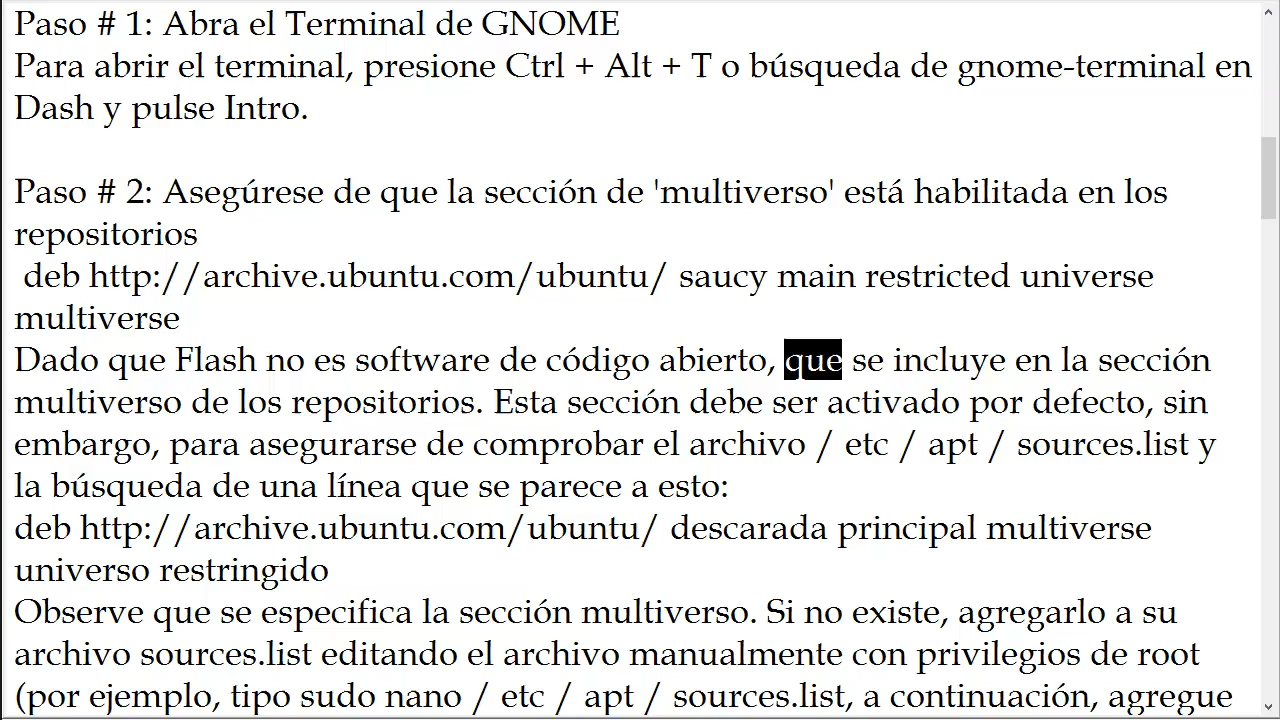 Paso # 1: Abra el Terminal de GNOME
Para abrir el terminal, presione Ctrl + Alt + T o búsqueda de gnome-terminal en
Dash y pulse Intro.
Paso # 2: Asegúrese de que la sección de 'multiverso' está habilitada en los
repositorios
deb http://archive.ubuntu.com/ubuntu/ saucy main restricted universe
multiverse
Dado que Flash no es software de código abierto, que se incluye en la sección
multiverso de los repositorios. Esta sección debe ser activado por defecto, sin
embargo, para asegurarse de comprobar el archivo / etc / apt / sources.list y
la búsqueda de una línea que se parece a esto:
deb http://archive.ubuntu.com/ubuntu/ descarada principal multiverse
universo restringido
Observe que se especifica la sección multiverso. Si no existe, agregarlo a su
archivo sources.list editando el archivo manualmente con privilegios de root
(por ejemplo, tipo sudo nano / etc / apt / sources.list, a continuación, agregue